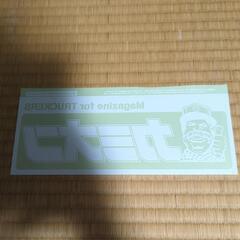 Magazine for TRUCKERS
カミオン